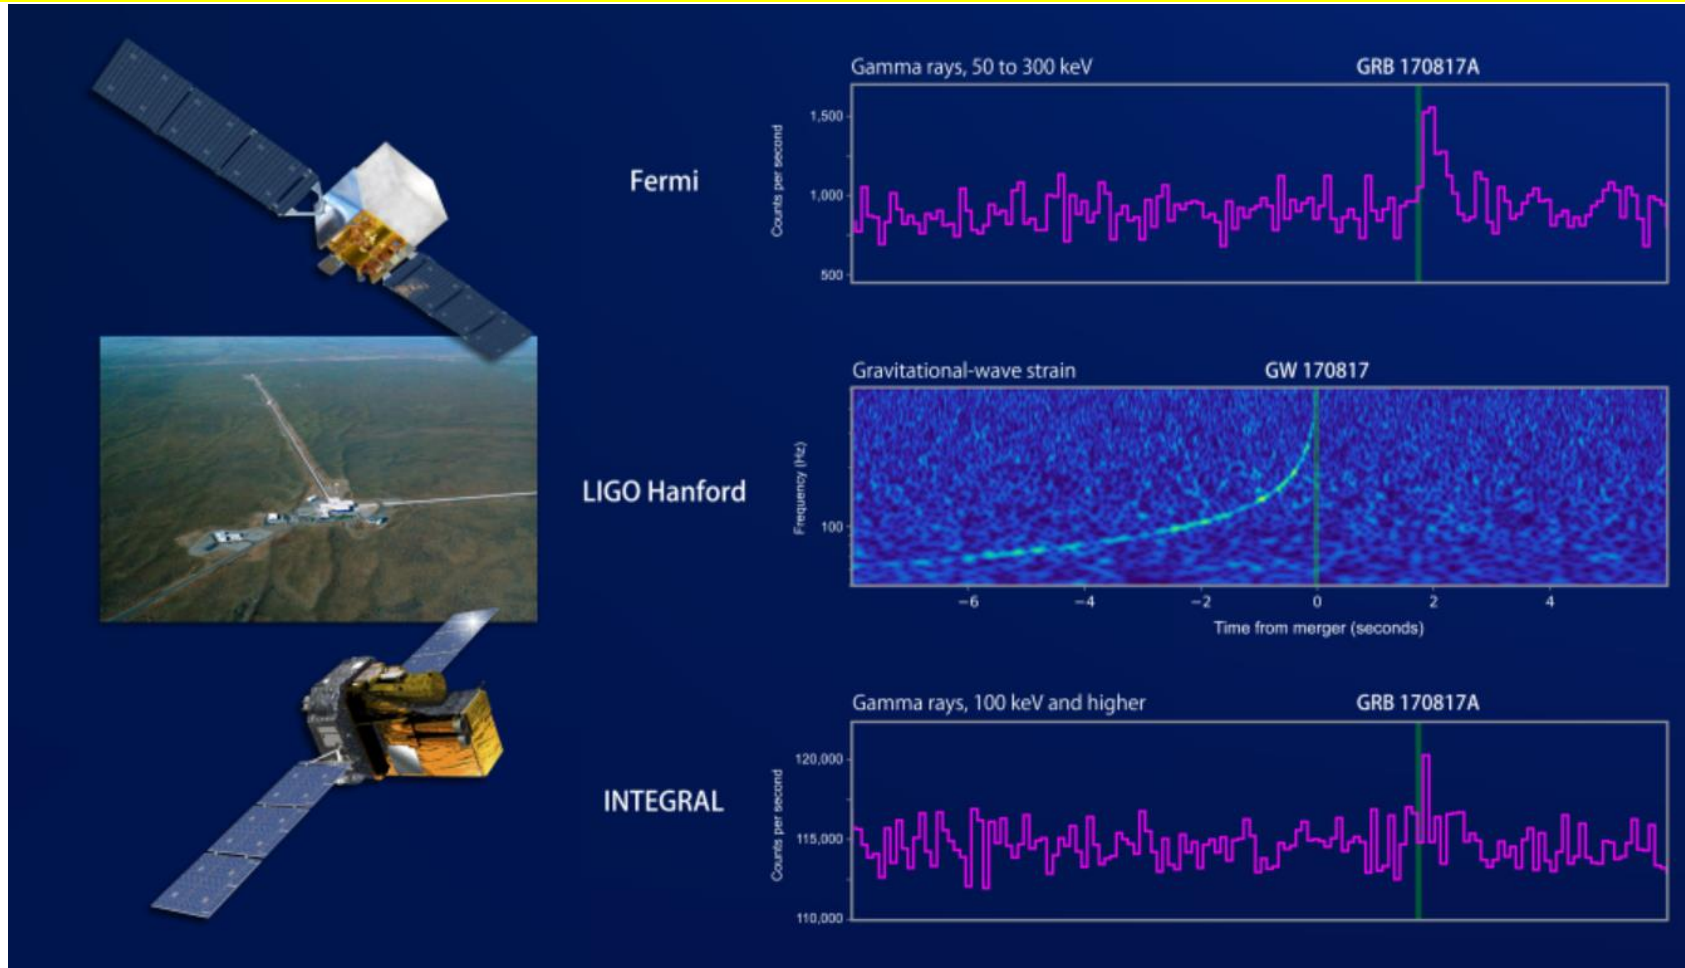 Gamma rays, 50 to 300 keV
GRB 170817A
Counts per second
1,500
1,000
500
Fermi
Gravitational-wave strain
GW 170817
Frequency (Hz)
100
LIGO Hanford
−6 −4 −2 0 2 4
Time from merger (seconds)
Gamma rays, 100 keV and higher
GRB 170817A
Counts per second
120,000
115,000
110,000
INTEGRAL